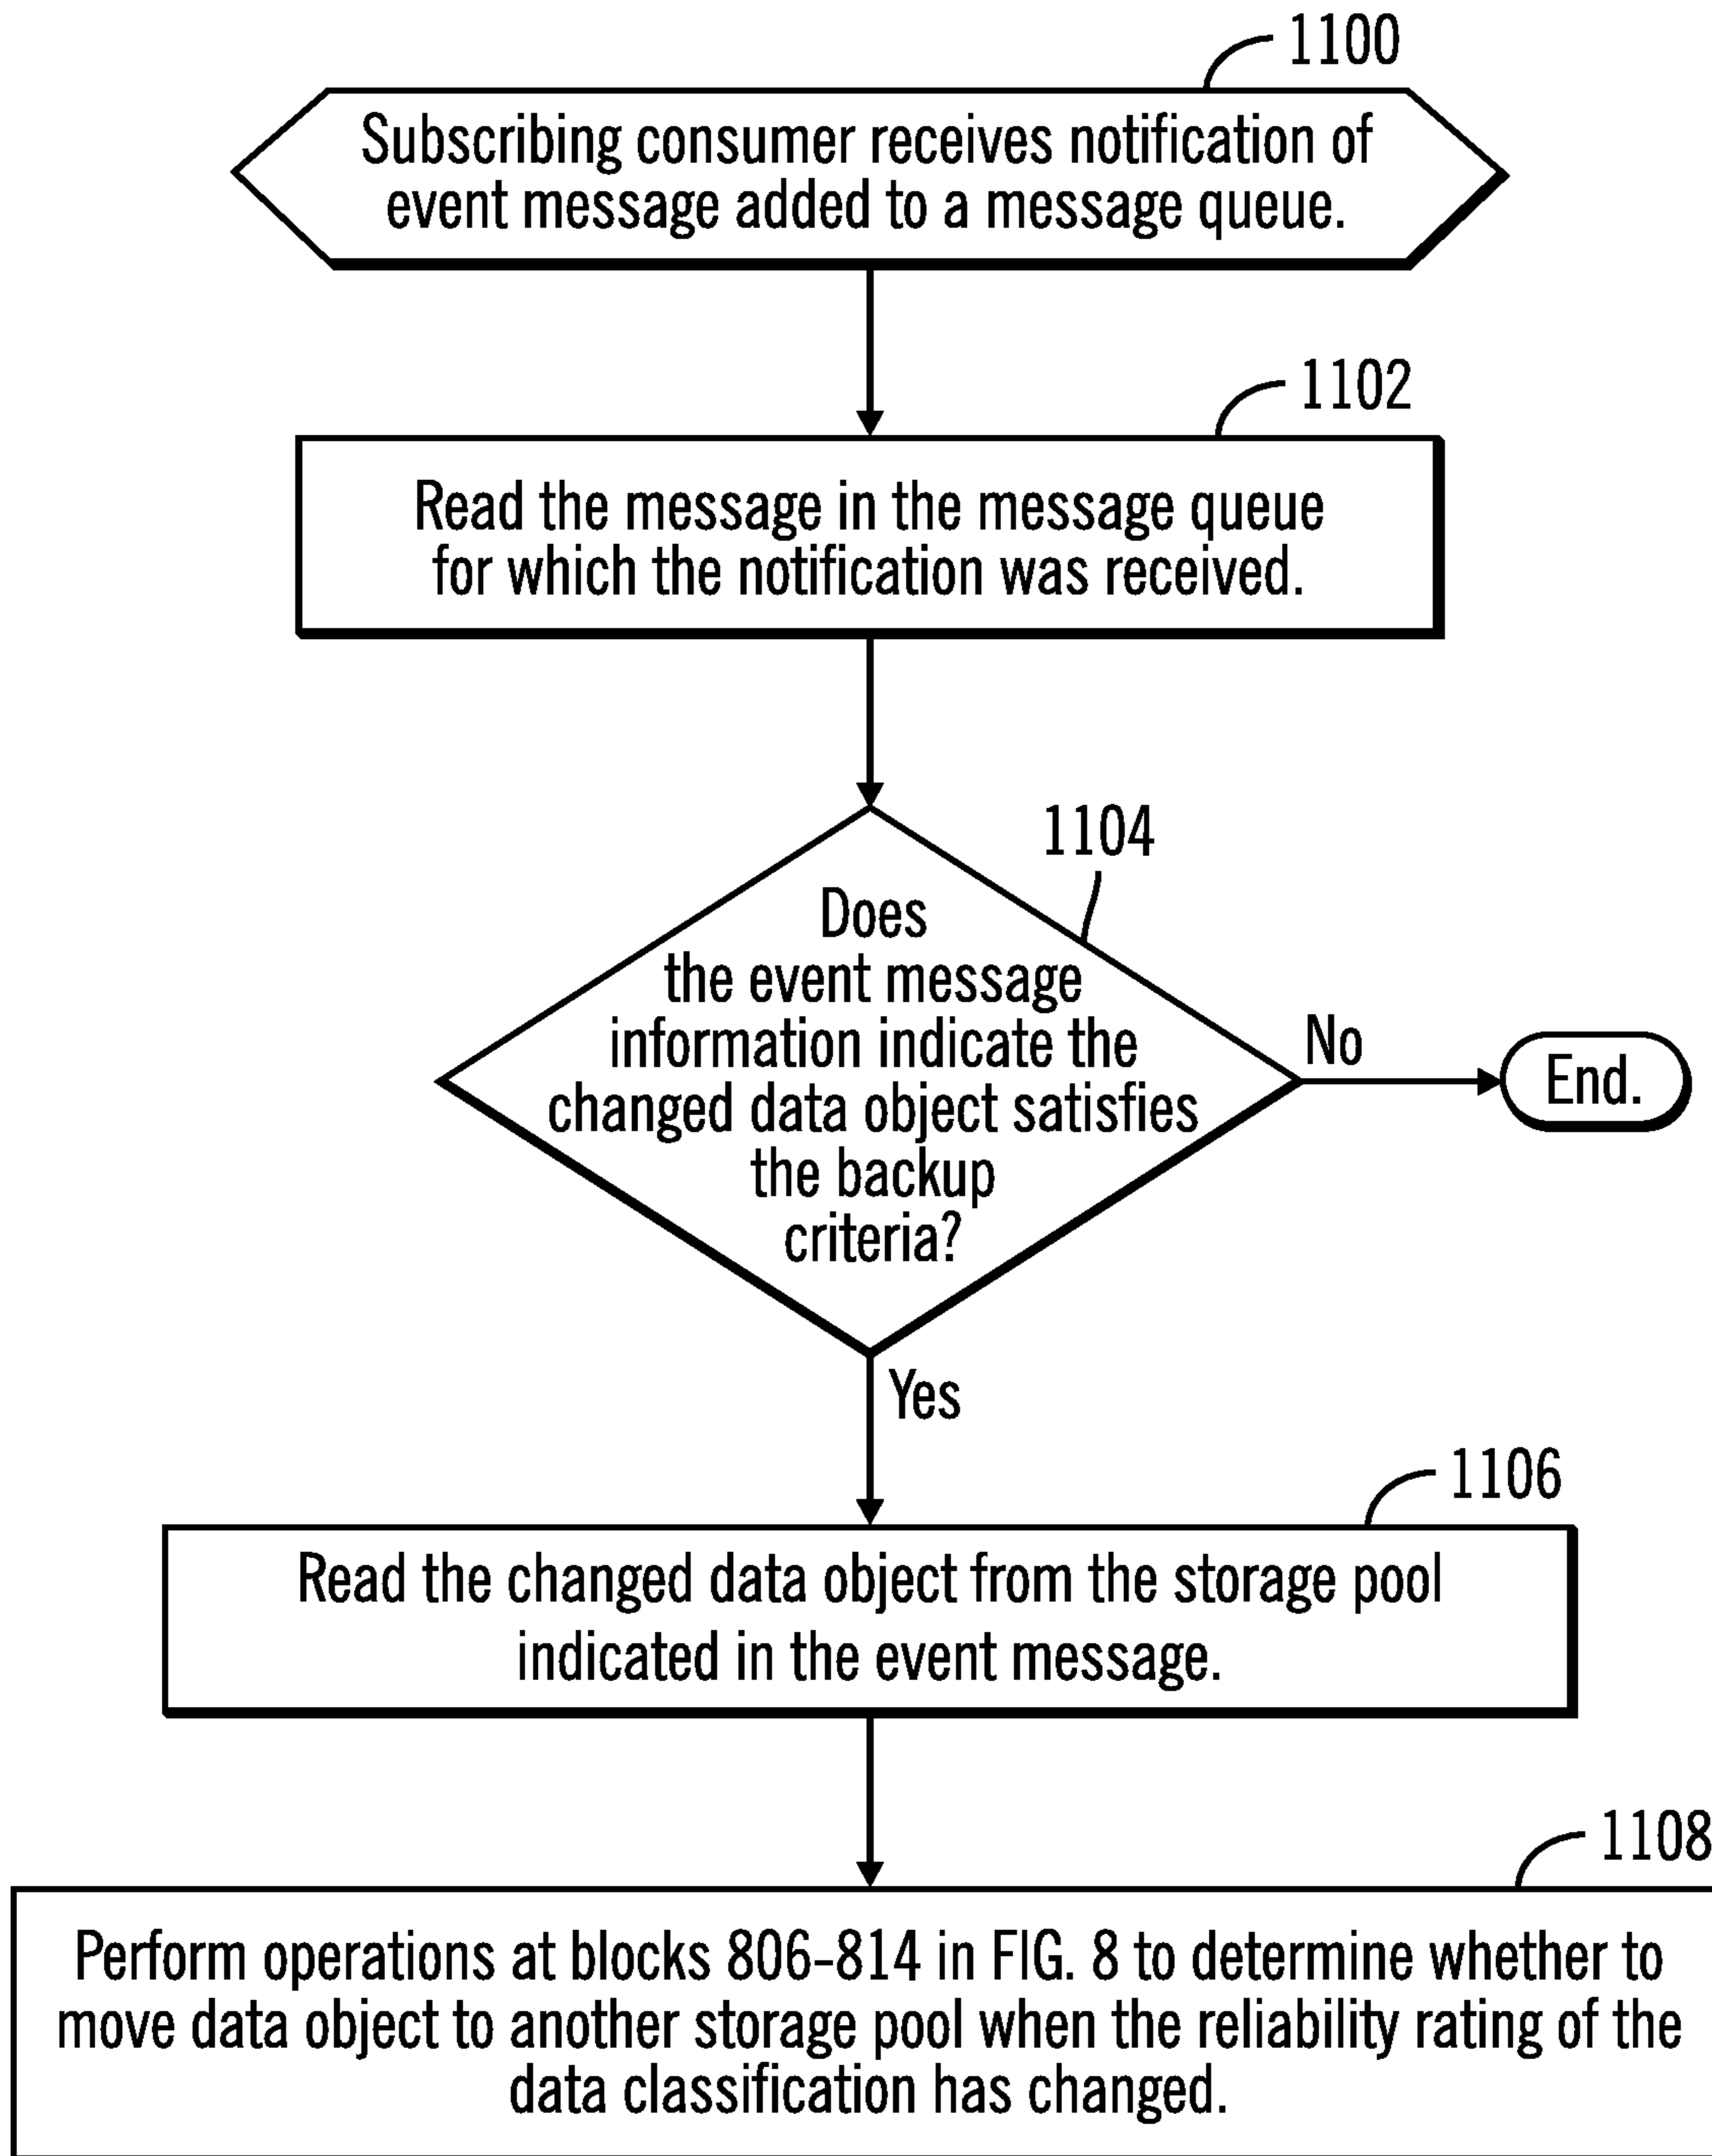 1100
Subscribing consumer receives notification of
event message added to a message queue.
1102
Read the message in the message queue
for which the notification was received.
1104
Does
the event message
information indicate the
changed data object satisfies
the backup
criteria?
No
End.
Yes
1106
Read the changed data object from the storage pool
indicated in the event message.
1108
Perform operations at blocks 806-814 in FIG. 8 to determine whether to
move data object to another storage pool when the reliability rating of the
data classification has changed.